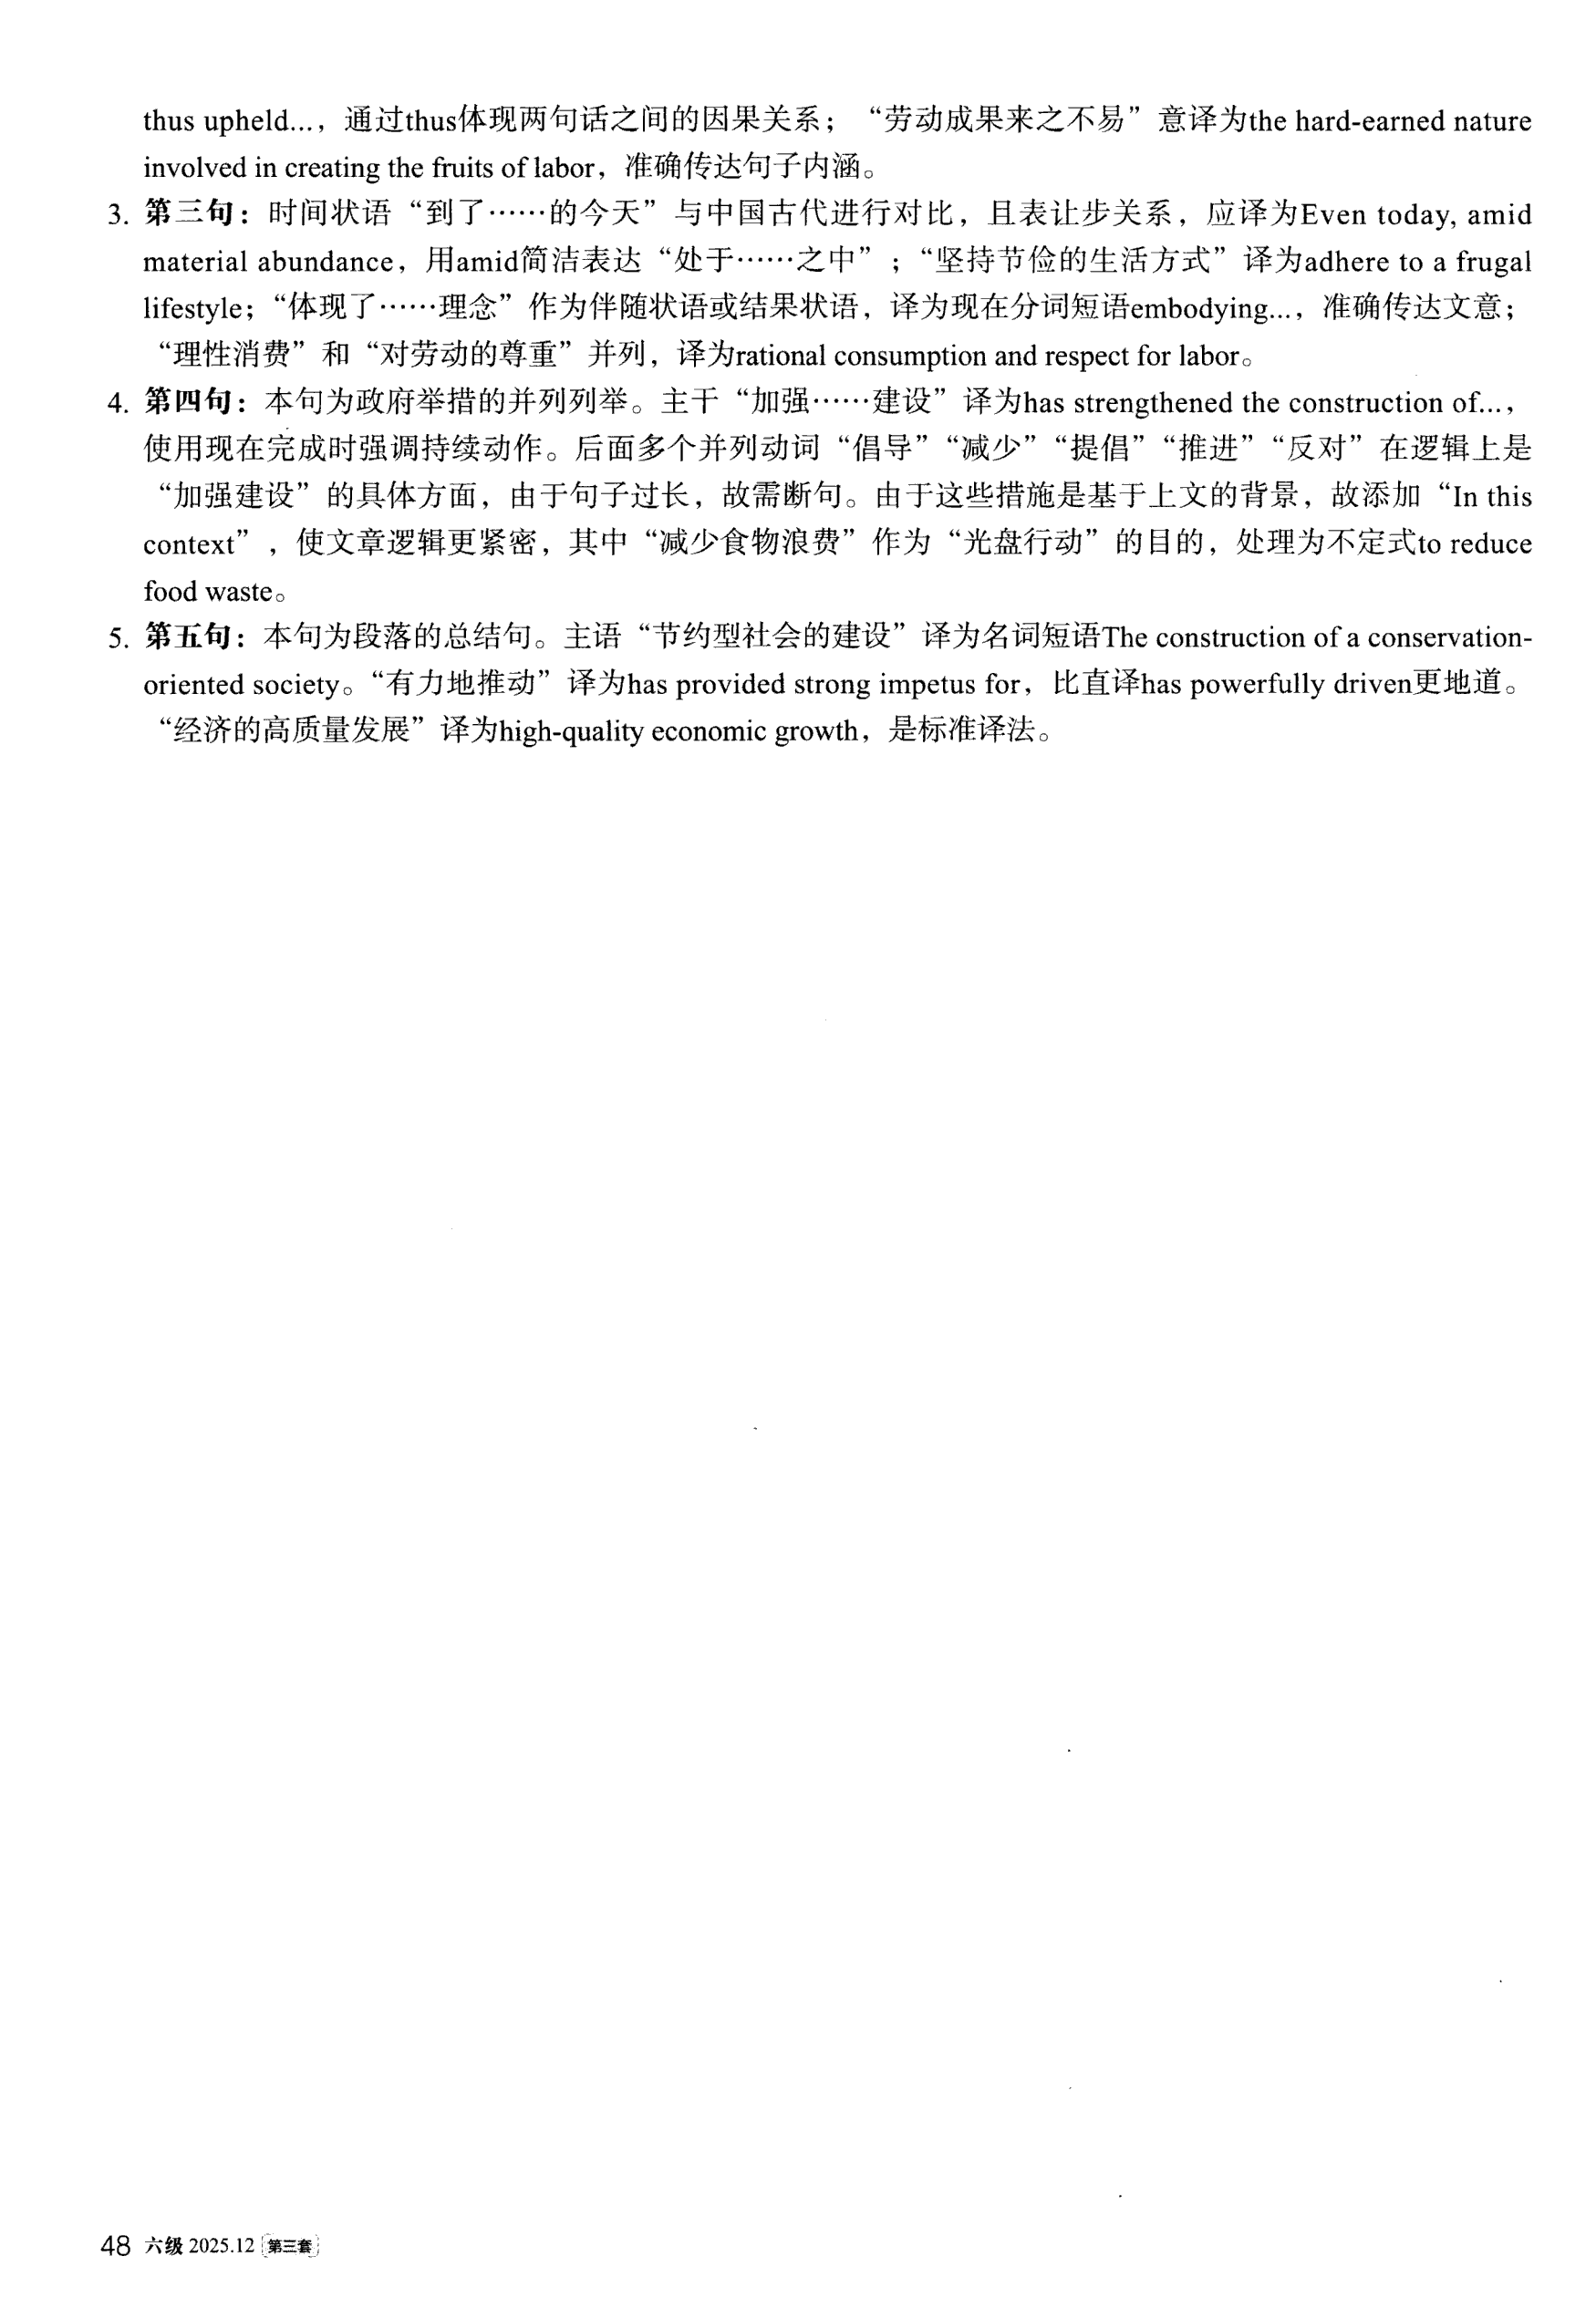 thus upheld...，通过thus体现两句话之间的因果关系；“劳动成果来之不易”意译为the hard-earned nature
involved in creating the fruits of labor，准确传达句子内涵。
3. 第三句：时间状语“到了……的今天”与中国古代进行对比，且表让步关系，应译为Even today, amid
material abundance，用amid简洁表达“处于……之中”；“坚持节俭的生活方式”译为adhere to a frugal
lifestyle；“体现了……理念”作为伴随状语或结果状语，译为现在分词短语embodying...，准确传达文意；
“理性消费”和“对劳动的尊重”并列，译为rational consumption and respect for labor。
4. 第四句：本句为政府举措的并列列举。主干“加强……建设”译为has strengthened the construction of...，
使用现在完成时强调持续动作。后面多个并列动词“倡导”“减少”“提倡”“推进”“反对”在逻辑上是
“加强建设”的具体方面，由于句子过长，故需断句。由于这些措施是基于上文的背景，故添加“In this
context”，使文章逻辑更紧密，其中“减少食物浪费”作为“光盘行动”的目的，处理为不定式to reduce
food waste。
5. 第五句：本句为段落的总结句。主语“节约型社会的建设”译为名词短语The construction of a conservation-
oriented society。“有力地推动”译为has provided strong impetus for，比直译has powerfully driven更地道。
“经济的高质量发展”译为high-quality economic growth，是标准译法。
48 六级 2025.12 第三套